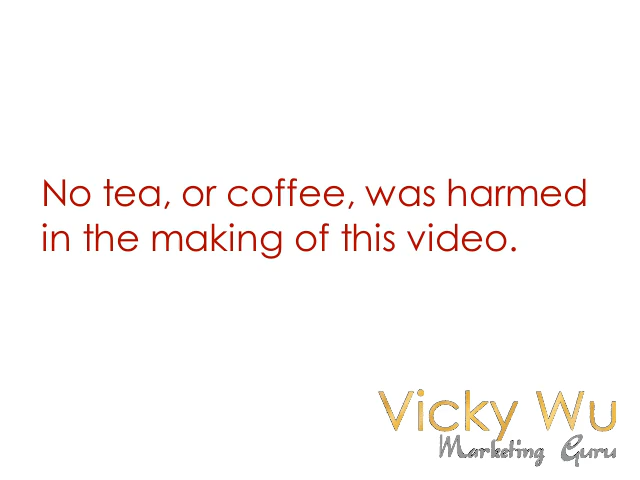 No tea, or coffee, was harmed
in the making of this video.
Vicky Wu
Marketing Guru